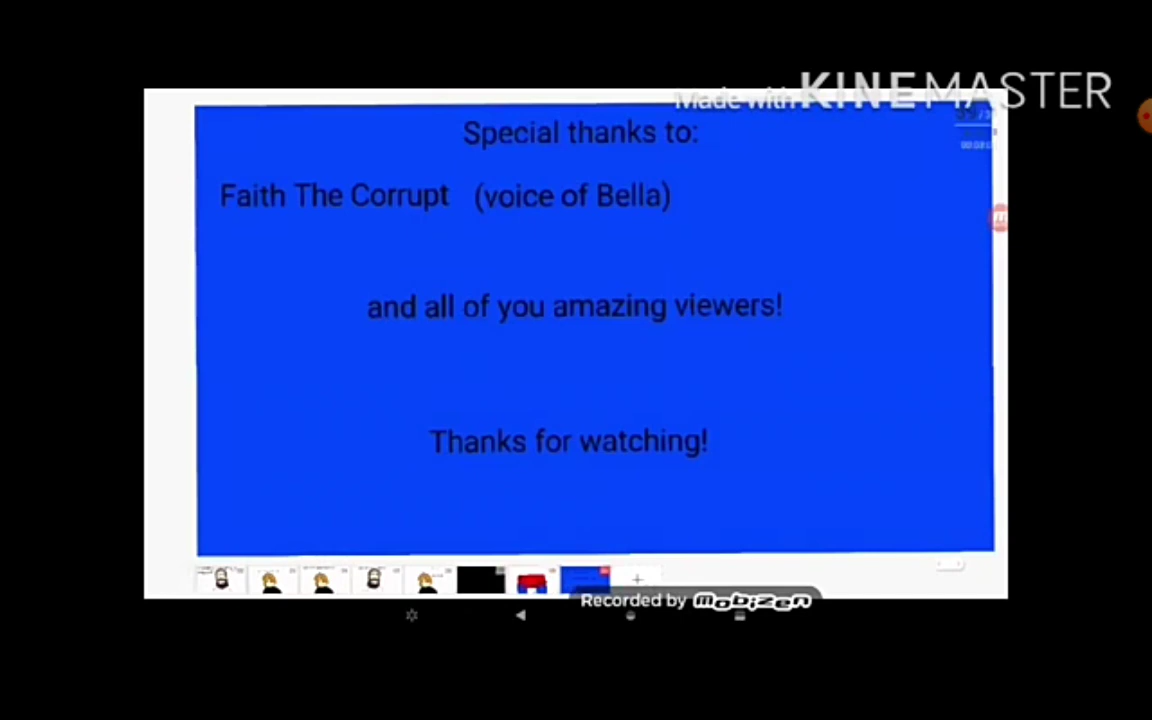 Made with KINEMASTER
Special thanks to:
Faith The Corrupt (voice of Bella)
and all of you amazing viewers!
Thanks for watching!
Recorded by mobizen